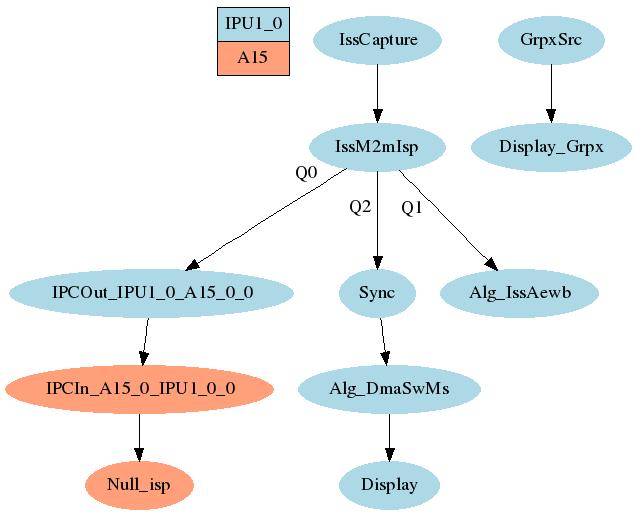 IPU1_0
A15
IssCapture
GrpxSrc
IssM2mIsp
Display_Grpx
Q0
Q2
Q1
IPCOut_IPU1_0_A15_0_0
Sync
Alg_IssAewb
IPCIn_A15_0_IPU1_0_0
Alg_DmaSwMs
Null_isp
Display